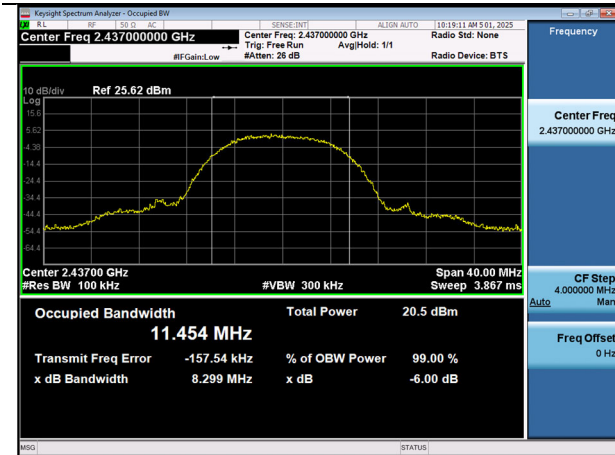 Keysight Spectrum Analyzer - Occupied BW
RL RF 50 Ω AC SENSE:INT ALIGN AUTO 10:19:11 AM 5 01, 2025
Center Freq 2.437000000 GHz Center Freq: 2.437000000 GHz Radio Std: None Frequency
Trig: Free Run Avg|Hold: 1/1
#IFGain:Low #Atten: 26 dB Radio Device: BTS
10 dB/div Ref 25.62 dBm
Log
15.6
5.62
-4.38
-14.4
-24.4
-34.4
-44.4
-54.4
-64.4
Center Freq
2.437000000 GHz
Center 2.43700 GHz Span 40.00 MHz
#Res BW 100 kHz #VBW 300 kHz Sweep 3.867 ms
CF Step
4.000000 MHz
Auto Man
Occupied Bandwidth Total Power 20.5 dBm
11.454 MHz
Freq Offset
0 Hz
Transmit Freq Error -157.54 kHz % of OBW Power 99.00 %
x dB Bandwidth 8.299 MHz x dB -6.00 dB
MSG STATUS